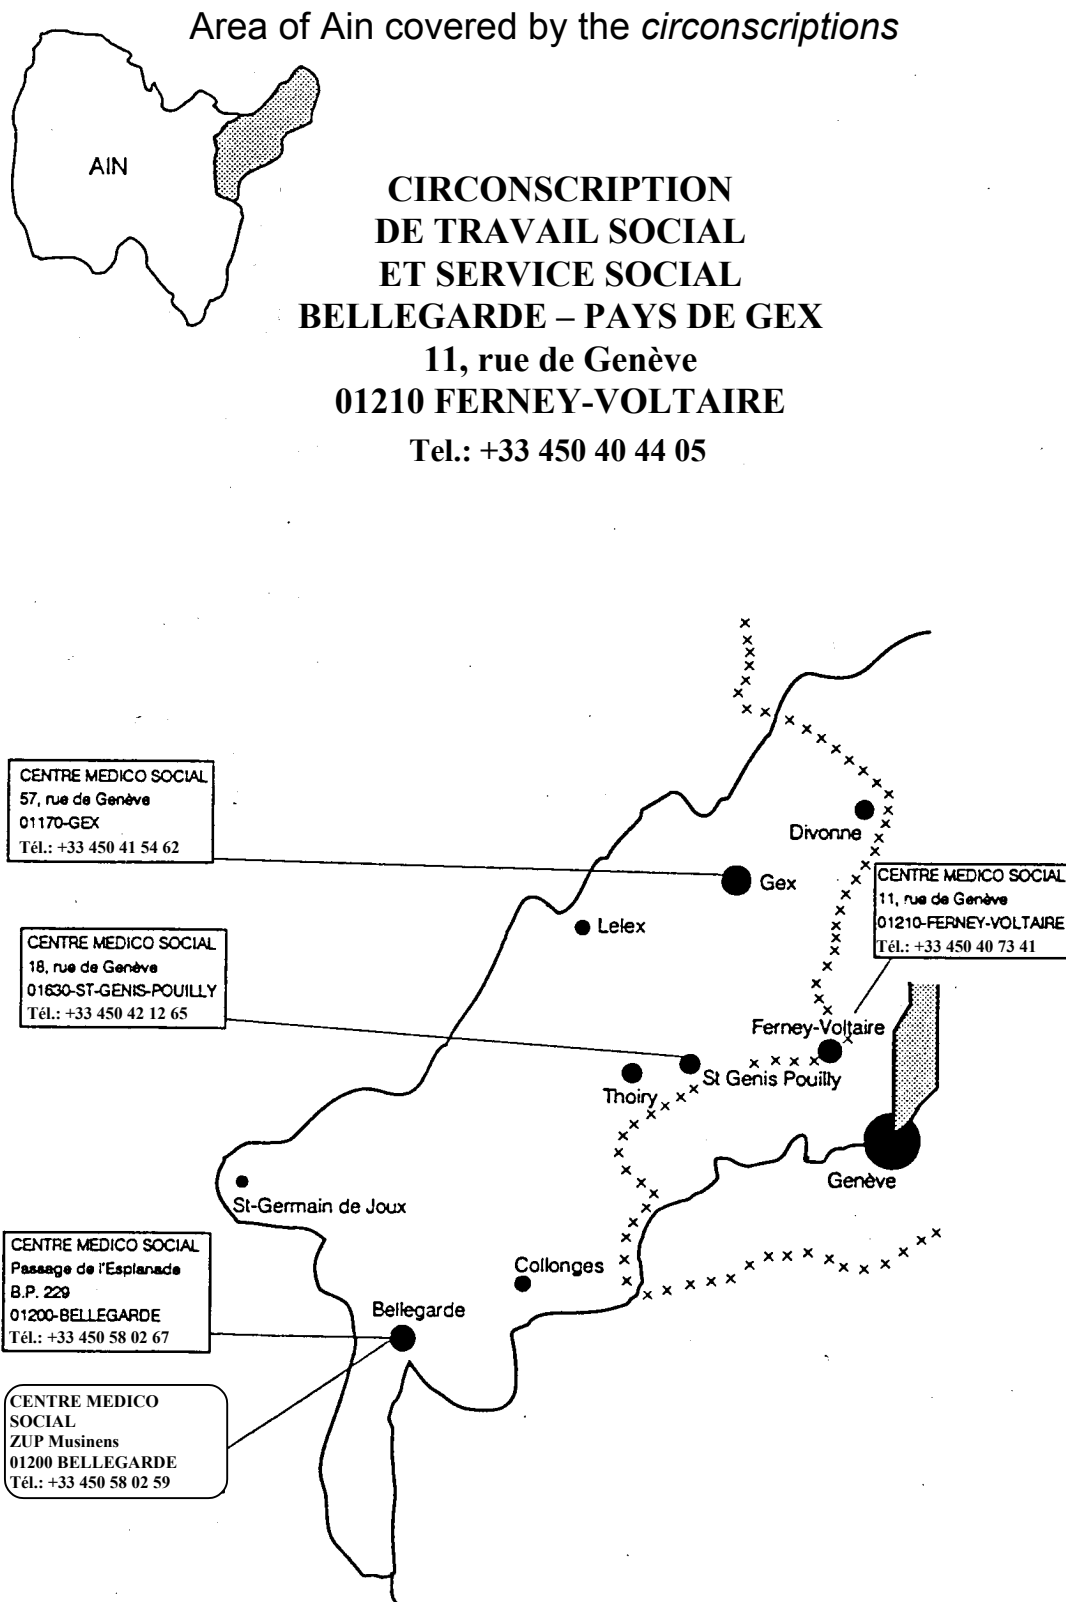 Area of Ain covered by the circonscriptions
AIN
CIRCONSCRIPTION
DE TRAVAIL SOCIAL
ET SERVICE SOCIAL
BELLEGARDE – PAYS DE GEX
11, rue de Genève
01210 FERNEY-VOLTAIRE
Tel.: +33 450 40 44 05
CENTRE MEDICO SOCIAL
57, rue de Genève
01170-GEX
Tél.: +33 450 41 54 62
Divonne
Gex
CENTRE MEDICO SOCIAL
11, rue de Genève
01210-FERNEY-VOLTAIRE
Tél.: +33 450 40 73 41
Lelex
CENTRE MEDICO SOCIAL
18, rue de Genève
01630-ST-GENIS-POUILLY
Tél.: +33 450 42 12 65
Ferney-Voltaire
St Genis Pouilly
Thoiry
Genève
St-Germain de Joux
CENTRE MEDICO SOCIAL
Passage de l'Esplanade
B.P. 229
01200-BELLEGARDE
Tél.: +33 450 58 02 67
Collonges
Bellegarde
CENTRE MEDICO
SOCIAL
ZUP Musinens
01200 BELLEGARDE
Tél.: +33 450 58 02 59